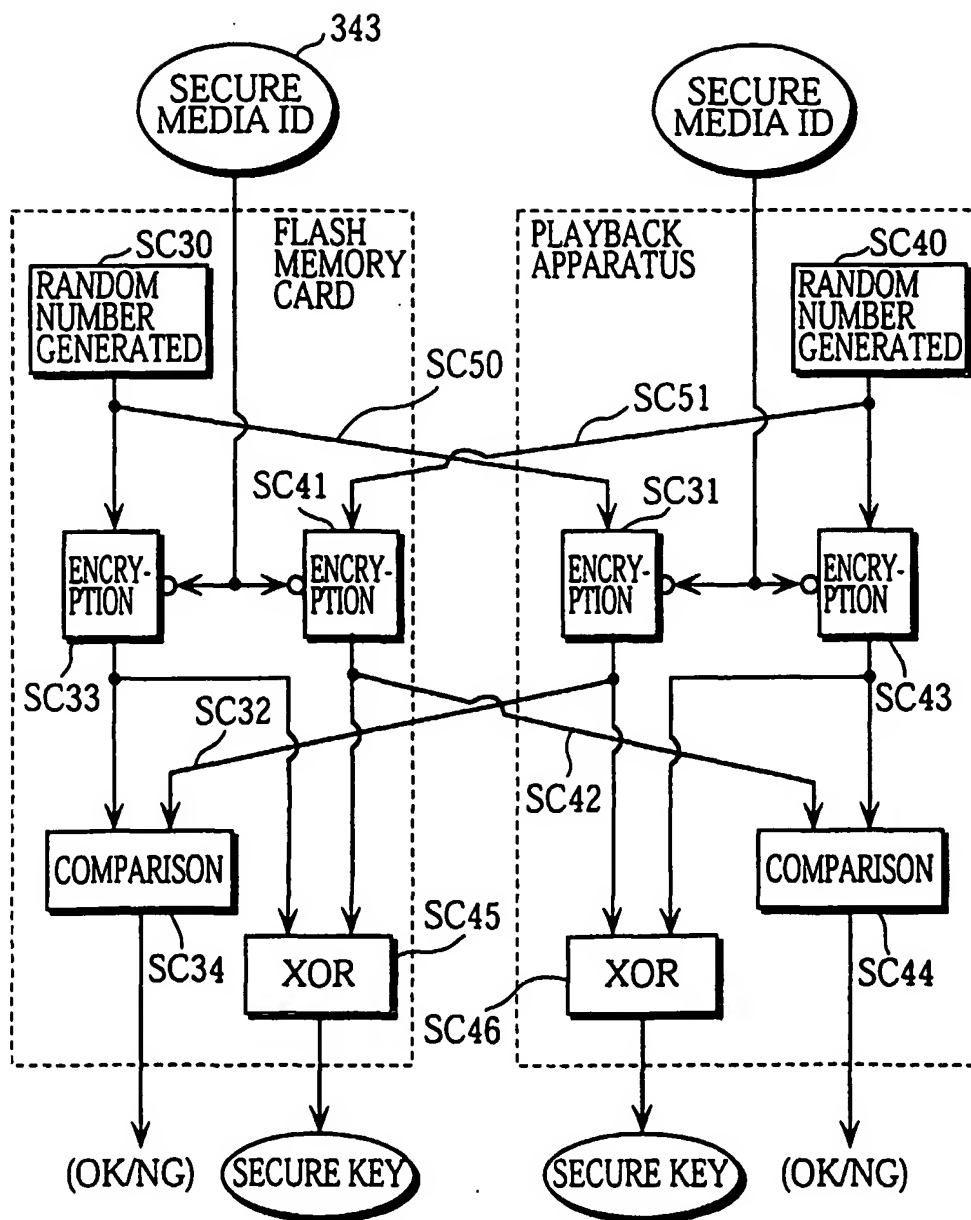 343
SECURE
MEDIA ID
SECURE
MEDIA ID
SC30
RANDOM
NUMBER
GENERATED
FLASH
MEMORY
CARD
PLAYBACK
APPARATUS
SC40
RANDOM
NUMBER
GENERATED
SC50
SC51
SC41
SC31
ENCRY-
PTION
ENCRY-
PTION
ENCRY-
PTION
ENCRY-
PTION
SC33
SC32
SC42
SC43
COMPARISON
COMPARISON
SC34
SC45
SC44
XOR
XOR
SC46
(OK/NG)
SECURE KEY
SECURE KEY
(OK/NG)